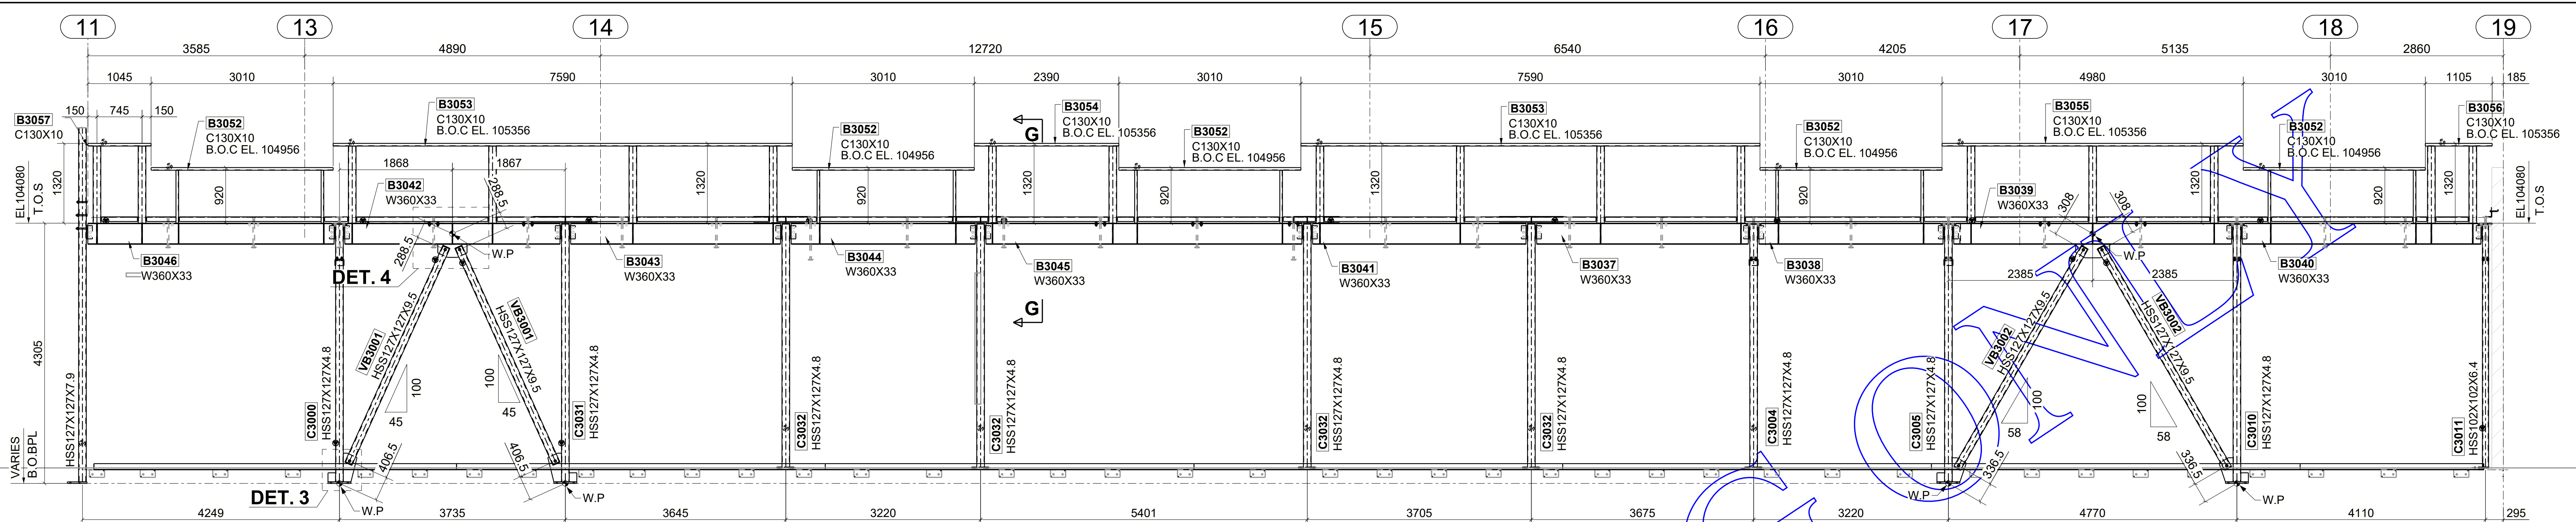 11 13 14 15 16 17 18 19
3585 4890 12720 6540 4205 5135 2860
1045 3010 7590 3010 2390 3010 7590 3010 4980 3010 1105 185
150 745 150
B3057
C130X10
B3052
C130X10
B.O.C EL. 104956
B3053
C130X10
B.O.C EL. 105356
B3052
C130X10
B.O.C EL. 104956
B3054
C130X10
B.O.C EL. 105356
B3052
C130X10
B.O.C EL. 104956
B3053
C130X10
B.O.C EL. 105356
B3052
C130X10
B.O.C EL. 104956
B3055
C130X10
B.O.C EL. 105356
B3052
C130X10
B.O.C EL. 104956
B3056
C130X10
B.O.C EL. 105356
G
EL104080
T.O.S
1320
920
1868 1867
B3042
W360X33
288.5
1320
920
1320
920
1320
920
B3039
W360X33
308
308
1320
920
1320
EL104080
T.O.S
B3046
W360X33
288.5
DET. 4
W.P
B3043
W360X33
B3044
W360X33
B3045
W360X33
B3041
W360X33
B3037
W360X33
B3038
W360X33
W.P
B3040
W360X33
2385 2385
G
4305
VARIES
B.O.BPL
HSS127X127X7.9
C3000
HSS127X127X4.8
VB3001
HSS127X127X9.5
100
45
VB3001
HSS127X127X9.5
100
45
C3031
HSS127X127X4.8
C3032
HSS127X127X4.8
C3032
HSS127X127X4.8
C3032
HSS127X127X4.8
C3032
HSS127X127X4.8
C3004
HSS127X127X4.8
C3005
HSS127X127X4.8
VB3002
HSS127X127X9.5
100
58
VB3002
HSS127X127X9.5
100
58
C3010
HSS127X127X4.8
C3011
HSS102X102X6.4
406.5
406.5
336.5
336.5
DET. 3
W.P
W.P
W.P
W.P
4249 3735 3645 3220 5401 3705 3675 3220 4770 4110 295
C ONLY